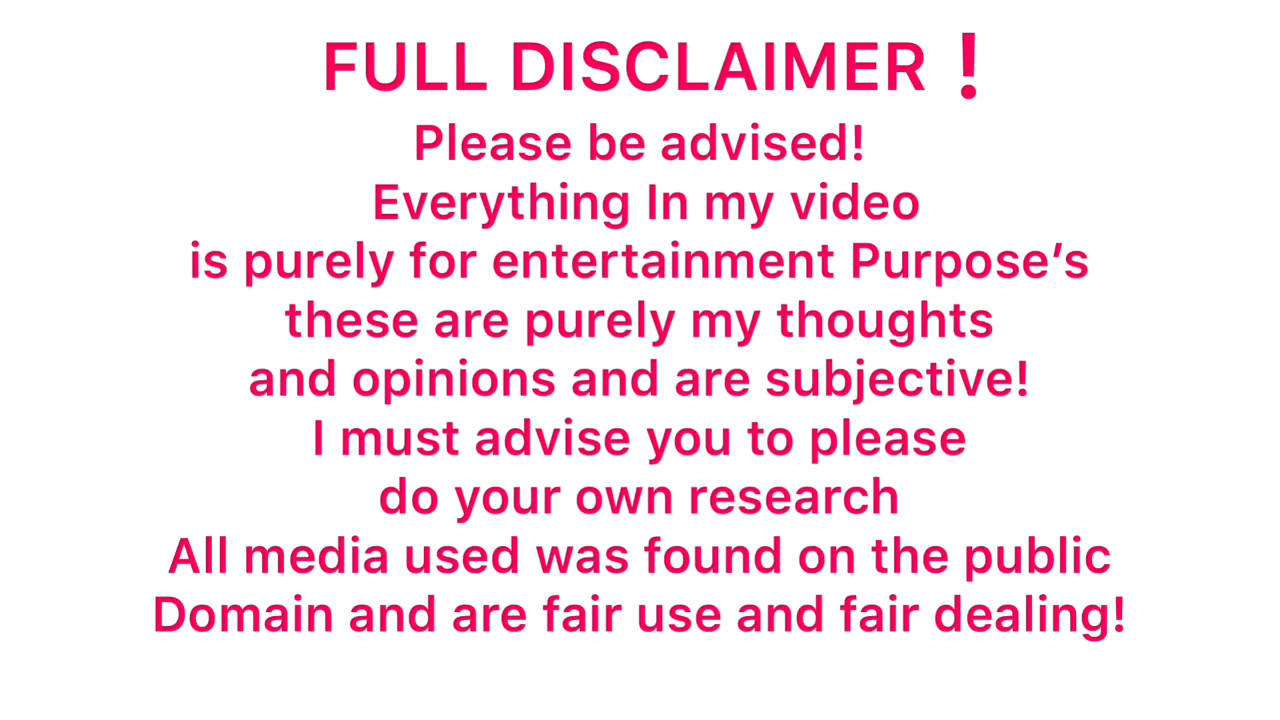 FULL DISCLAIMER❗
Please be advised!
Everything In my video
is purely for entertainment Purpose’s
these are purely my thoughts
and opinions and are subjective!
I must advise you to please
do your own research
All media used was found on the public
Domain and are fair use and fair dealing!